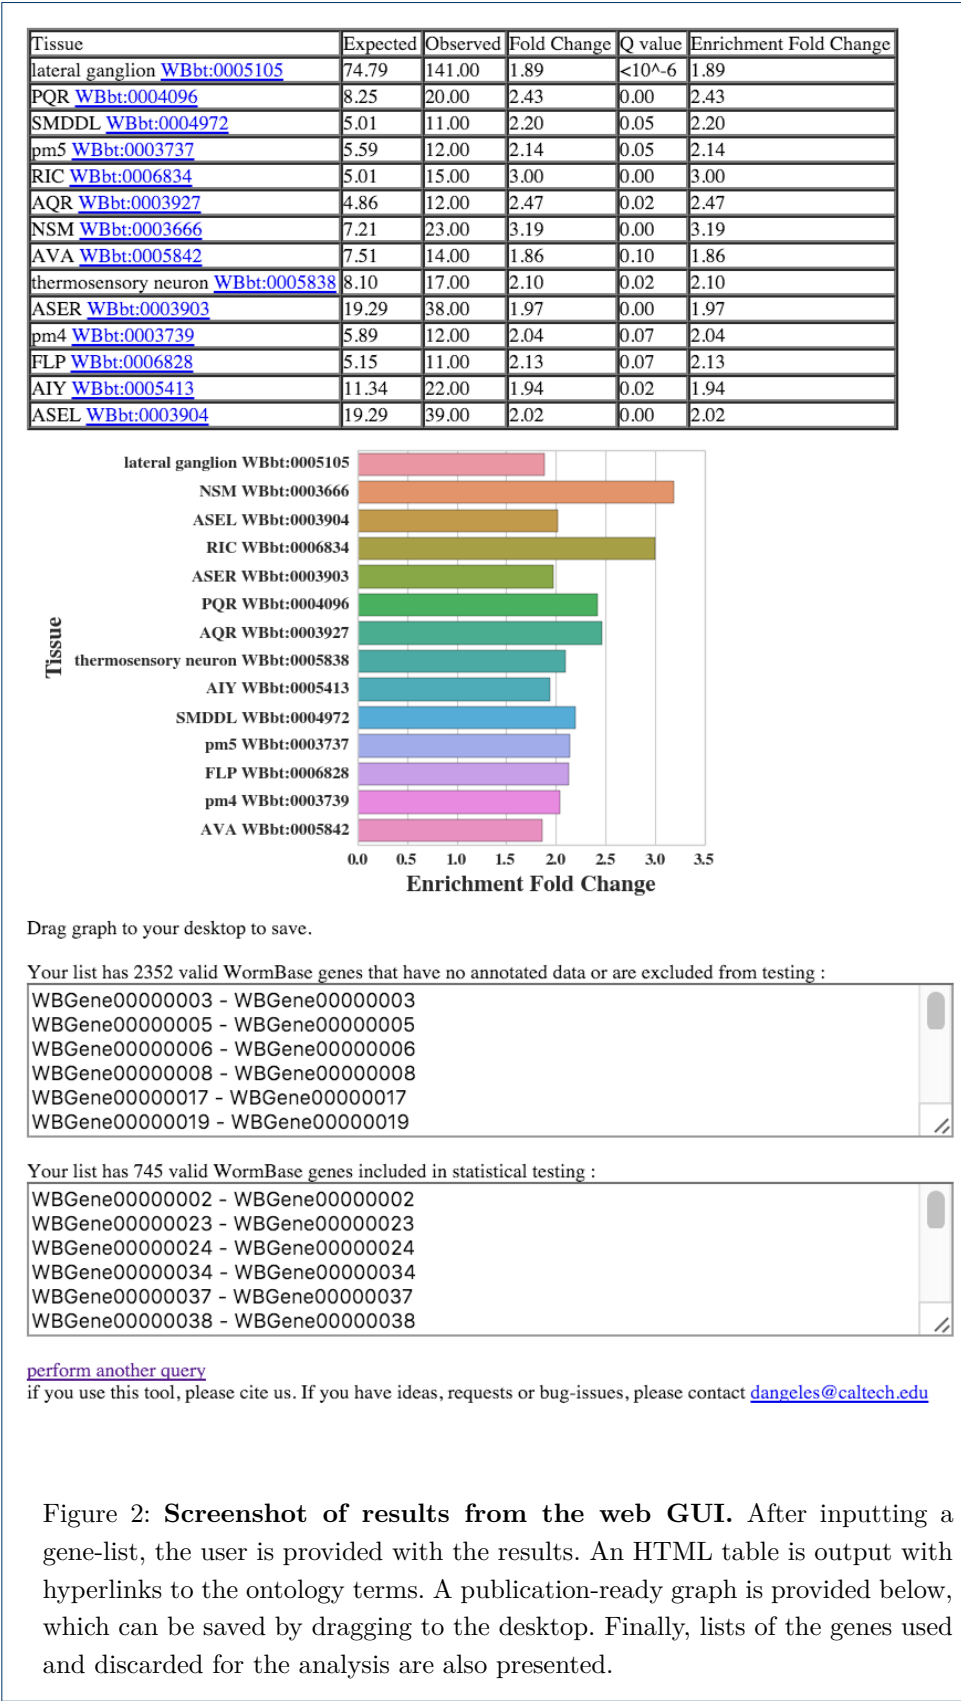 Tissue Expected Observed Fold Change Q value Enrichment Fold Change
lateral ganglion WBbt:0005105 74.79 141.00 1.89 <10^-6 1.89
PQR WBbt:0004096 8.25 20.00 2.43 0.00 2.43
SMDDL WBbt:0004972 5.01 11.00 2.20 0.05 2.20
pm5 WBbt:0003737 5.59 12.00 2.14 0.05 2.14
RIC WBbt:0006834 5.01 15.00 3.00 0.00 3.00
AQR WBbt:0003927 4.86 12.00 2.47 0.02 2.47
NSM WBbt:0003666 7.21 23.00 3.19 0.00 3.19
AVA WBbt:0005842 7.51 14.00 1.86 0.10 1.86
thermosensory neuron WBbt:0005838 8.10 17.00 2.10 0.02 2.10
ASER WBbt:0003903 19.29 38.00 1.97 0.00 1.97
pm4 WBbt:0003739 5.89 12.00 2.04 0.07 2.04
FLP WBbt:0006828 5.15 11.00 2.13 0.07 2.13
AIY WBbt:0005413 11.34 22.00 1.94 0.02 1.94
ASEL WBbt:0003904 19.29 39.00 2.02 0.00 2.02
Tissue
lateral ganglion WBbt:0005105
NSM WBbt:0003666
ASEL WBbt:0003904
RIC WBbt:0006834
ASER WBbt:0003903
PQR WBbt:0004096
AQR WBbt:0003927
thermosensory neuron WBbt:0005838
AIY WBbt:0005413
SMDDL WBbt:0004972
pm5 WBbt:0003737
FLP WBbt:0006828
pm4 WBbt:0003739
AVA WBbt:0005842
0.0 0.5 1.0 1.5 2.0 2.5 3.0 3.5
Enrichment Fold Change
Drag graph to your desktop to save.
Your list has 2352 valid WormBase genes that have no annotated data or are excluded from testing :
WBGene00000003 - WBGene00000003
WBGene00000005 - WBGene00000005
WBGene00000006 - WBGene00000006
WBGene00000008 - WBGene00000008
WBGene00000017 - WBGene00000017
WBGene00000019 - WBGene00000019
Your list has 745 valid WormBase genes included in statistical testing :
WBGene00000002 - WBGene00000002
WBGene00000023 - WBGene00000023
WBGene00000024 - WBGene00000024
WBGene00000034 - WBGene00000034
WBGene00000037 - WBGene00000037
WBGene00000038 - WBGene00000038
perform another query
if you use this tool, please cite us. If you have ideas, requests or bug-issues, please contact dangeles@caltech.edu
Figure 2: Screenshot of results from the web GUI. After inputting a
gene-list, the user is provided with the results. An HTML table is output with
hyperlinks to the ontology terms. A publication-ready graph is provided below,
which can be saved by dragging to the desktop. Finally, lists of the genes used
and discarded for the analysis are also presented.